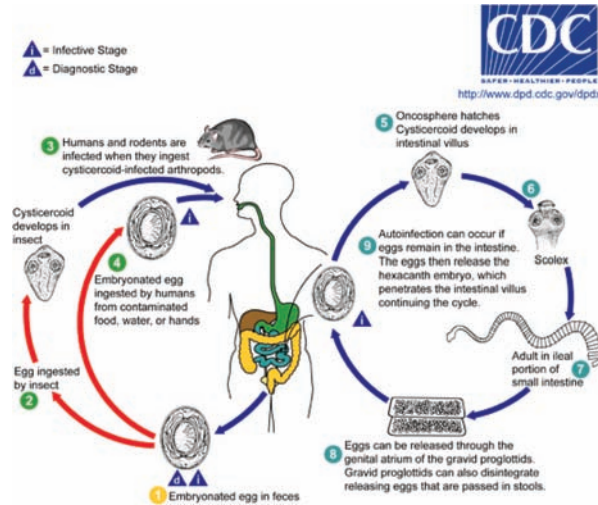 i = Infective Stage
d = Diagnostic Stage
CDC
SAFER • HEALTHIER • PEOPLE
http://www.dpd.cdc.gov/dpdx
3 Humans and rodents are
infected when they ingest
cysticercoid-infected arthropods.
5 Oncosphere hatches
Cysticercoid develops in
intestinal villus
6
Scolex
Cysticercoid
develops in
insect
i
4
Embryonated egg
ingested by humans
from contaminated
food, water, or hands
9 Autoinfection can occur if
eggs remain in the intestine.
The eggs then release the
hexacanth embryo, which
penetrates the intestinal villus
continuing the cycle.
i
Egg ingested
by insect
2
Adult in ileal
portion of 7
small intestine
8 Eggs can be released through the
genital atrium of the gravid proglottids.
Gravid proglottids can also disintegrate
releasing eggs that are passed in stools.
d i
1 Embryonated egg in feces